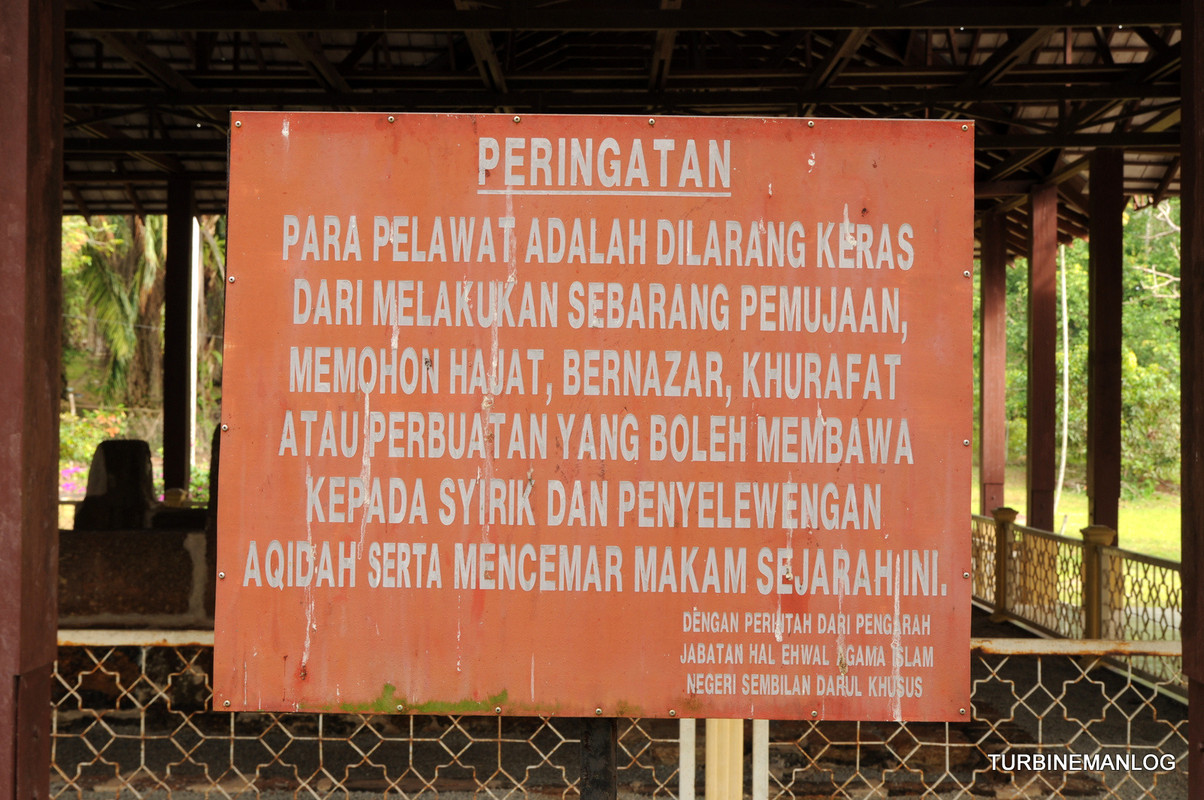 PERINGATAN
PARA PELAWAT ADALAH DILARANG KERAS
DARI MELAKUKAN SEBARANG PEMUJAAN,
MEMOHON HAJAT, BERNAZAR, KHURAFAT
ATAU PERBUATAN YANG BOLEH MEMBAWA
KEPADA SYIRIK DAN PENYELEWENGAN
AQIDAH SERTA MENCEMAR MAKAM SEJARAH INI.
DENGAN PERINTAH DARI PENGARAH
JABATAN HAL EHWAL AGAMA ISLAM
NEGERI SEMBILAN DARUL KHUSUS
TURBINEMANLOG